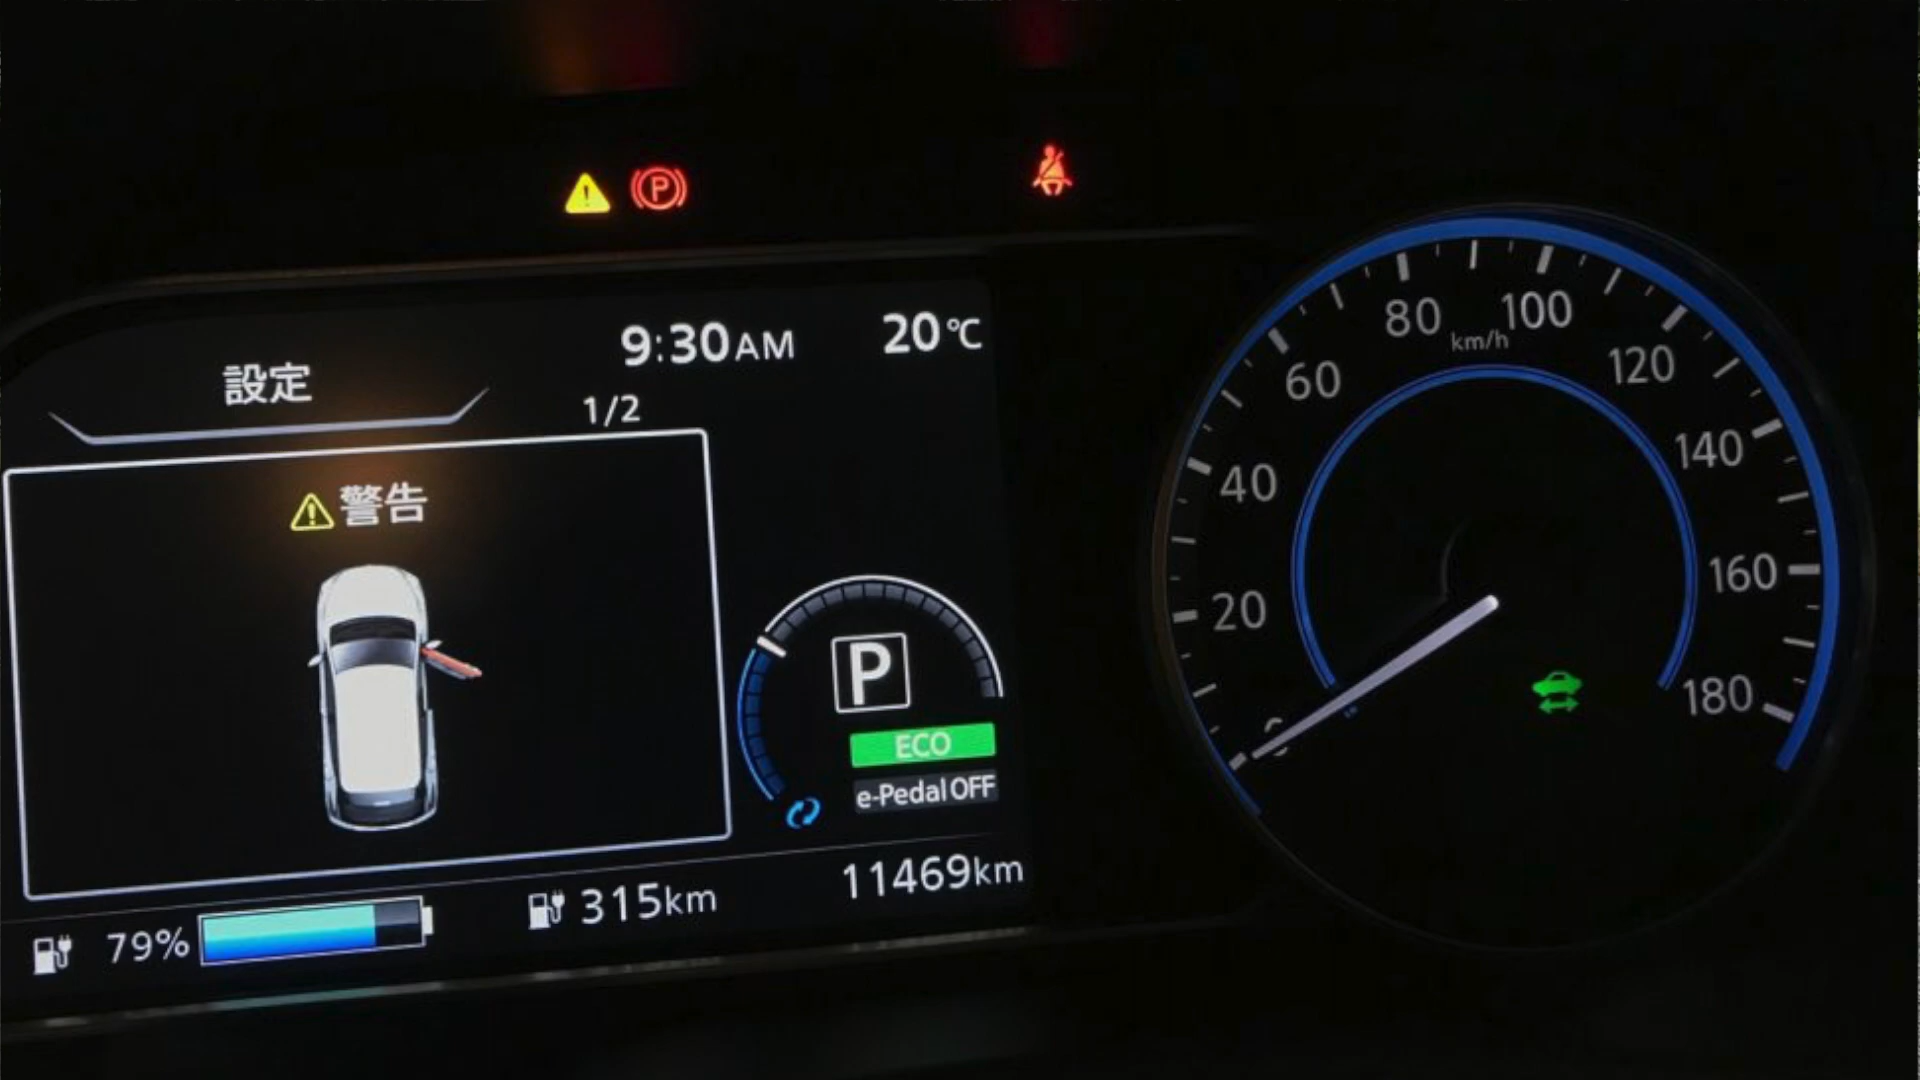 9:30AM 20℃
設定
1/2
警告
P
ECO
e-Pedal OFF
79% 315km 11469km
20
40
60
80
100
120
140
160
180
km/h